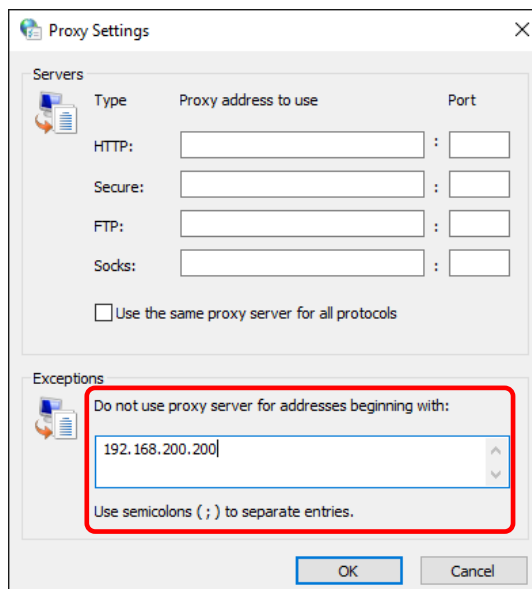 Proxy Settings
Servers
Type Proxy address to use Port
HTTP: :
Secure: :
FTP: :
Socks: :
Use the same proxy server for all protocols
Exceptions
Do not use proxy server for addresses beginning with:
192.168.200.200
Use semicolons ( ; ) to separate entries.
OK Cancel